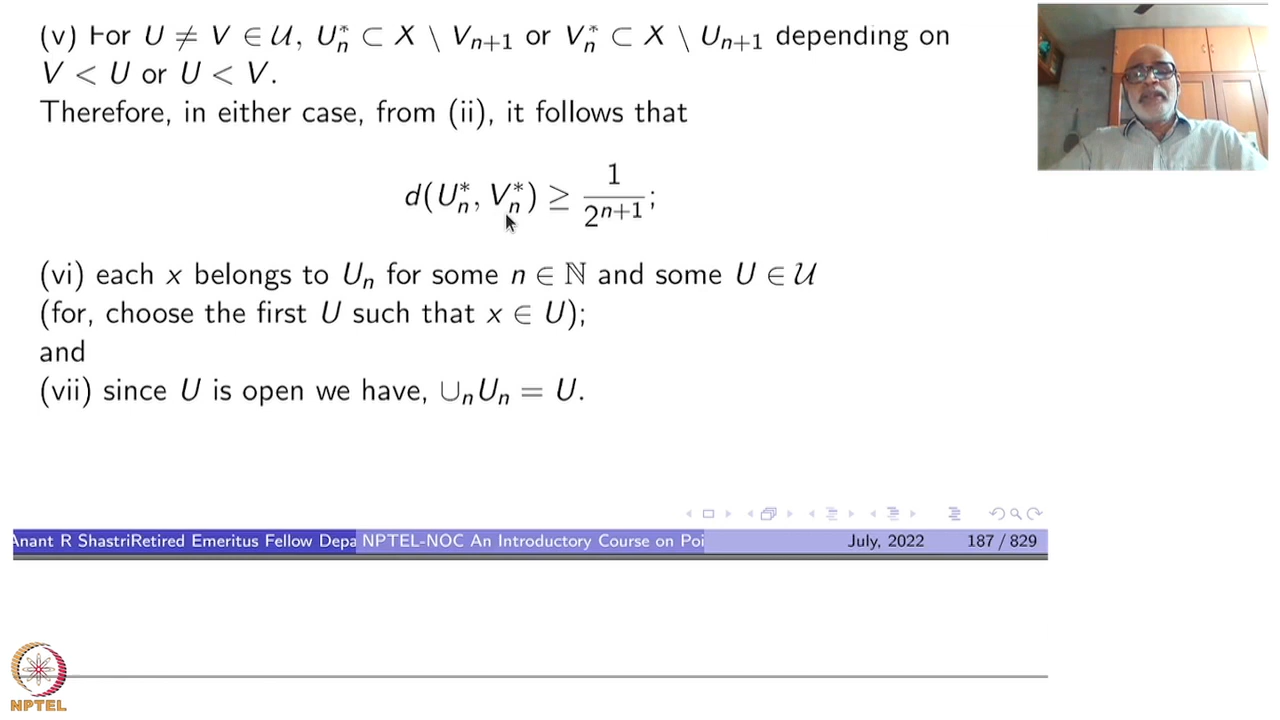 (v) For U ≠ V ∈ 𝒰, U*ₙ ⊂ X \ Vₙ₊₁ or V*ₙ ⊂ X \ Uₙ₊₁ depending on
V < U or U < V.
Therefore, in either case, from (ii), it follows that
d(U*ₙ, V*ₙ) ≥ 1/2ⁿ⁺¹;
(vi) each x belongs to Uₙ for some n ∈ ℕ and some U ∈ 𝒰
(for, choose the first U such that x ∈ U);
and
(vii) since U is open we have, ∪ₙUₙ = U.
Anant R Shastri Retired Emeritus Fellow Depa NPTEL-NOC An Introductory Course on Poi July, 2022 187 / 829
NPTEL